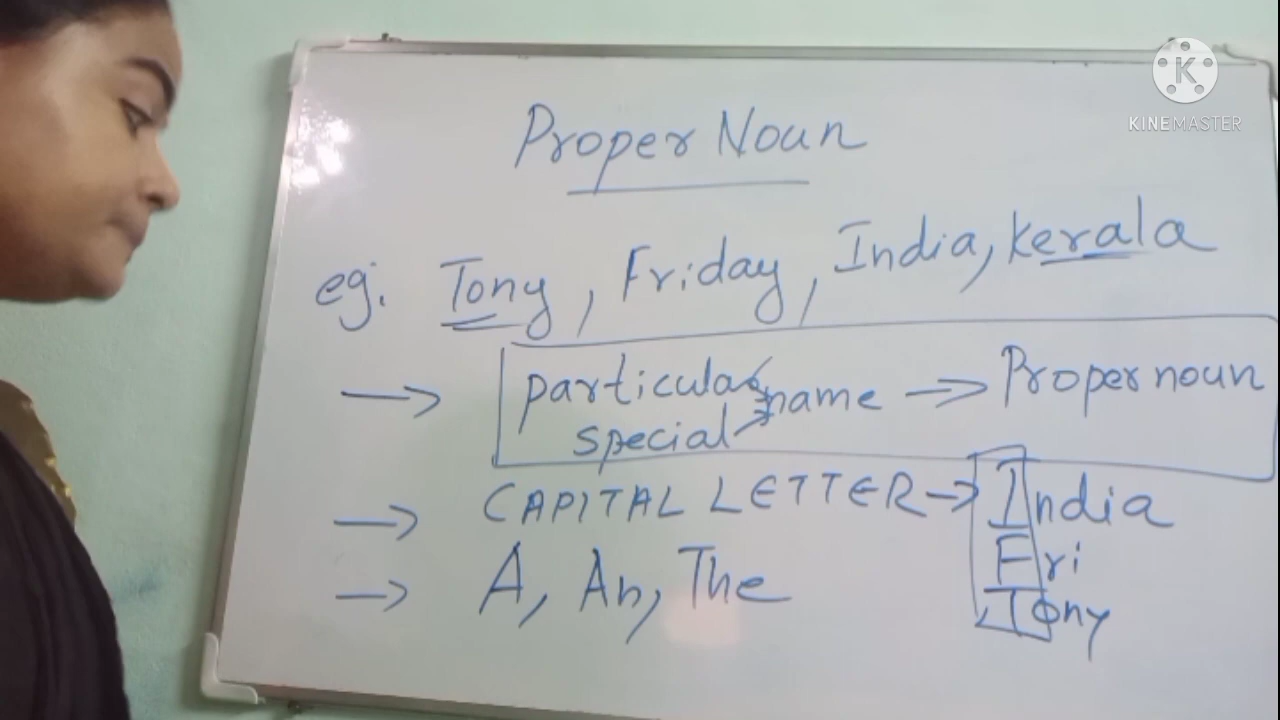 KINEMASTER
Proper Noun
eg. Tony, Friday, India, Kerala
→ particular name → Proper noun
special
→ CAPITAL LETTER → India
Fri
→ A, An, The
Tony